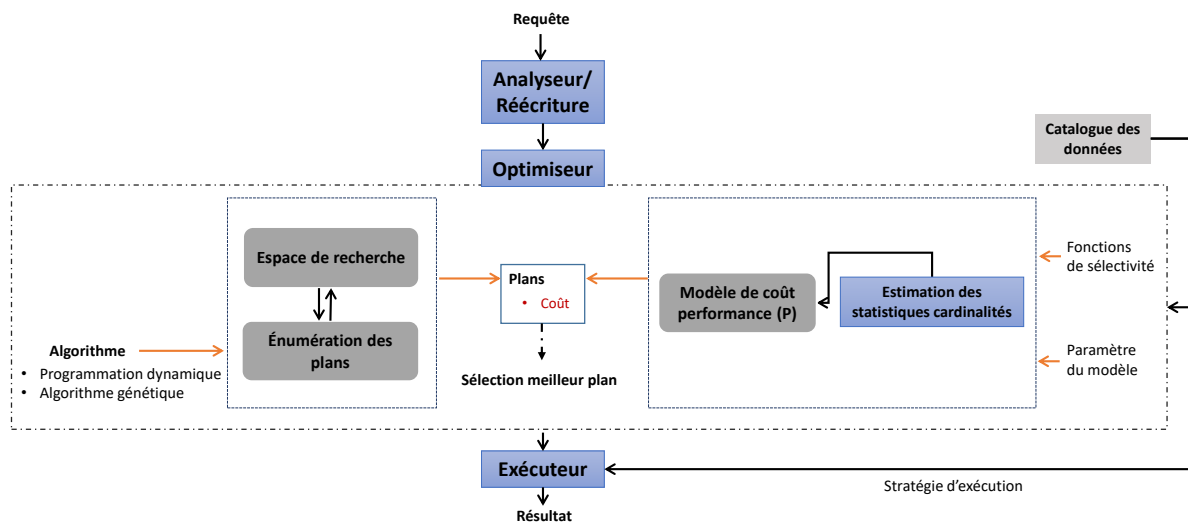 Requête
Analyseur/
Réécriture
Catalogue des
données
Optimiseur
Espace de recherche
Énumération des
plans
Algorithme
• Programmation dynamique
• Algorithme génétique
Plans
• Coût
Sélection meilleur plan
Modèle de coût
performance (P)
Estimation des
statistiques cardinalités
Fonctions
de sélectivité
Paramètre
du modèle
Exécuteur
Stratégie d'exécution
Résultat